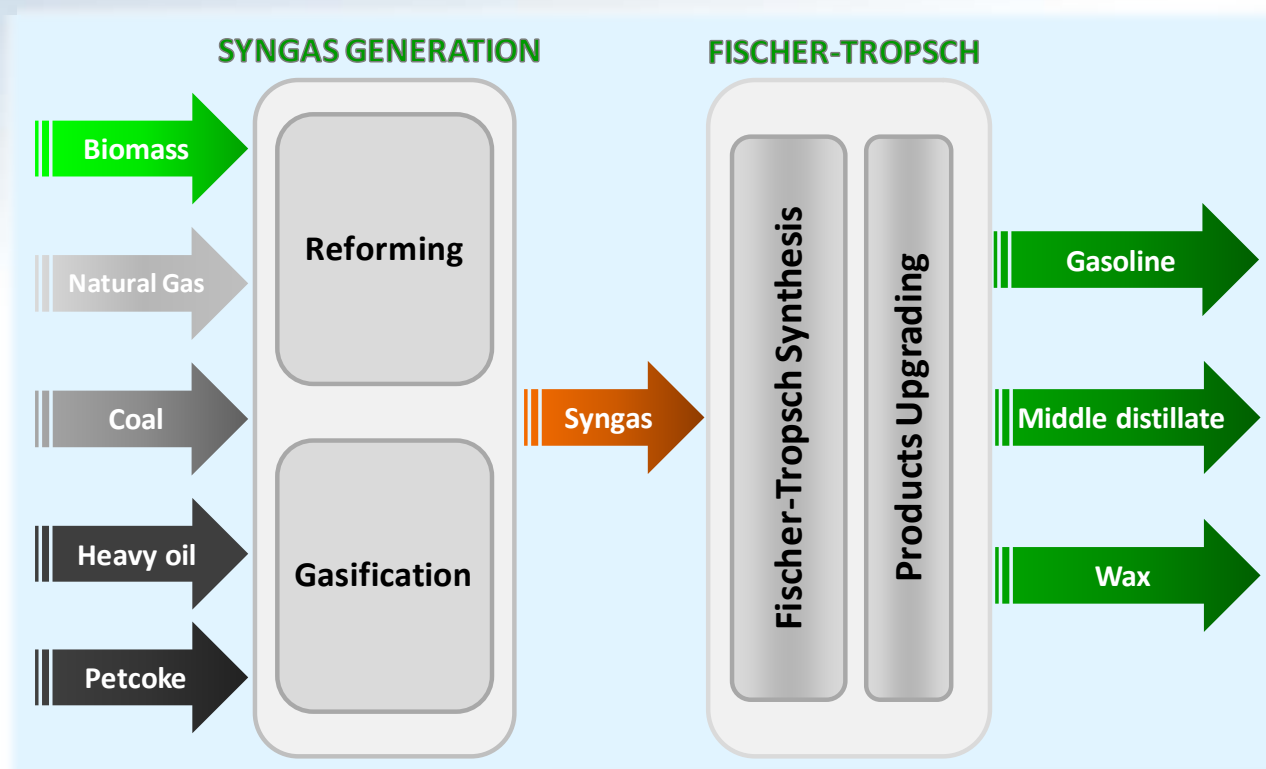 SYNGAS GENERATION
FISCHER-TROPSCH
Biomass
Natural Gas
Coal
Heavy oil
Petcoke
Reforming
Gasification
Syngas
Fischer-Tropsch Synthesis
Products Upgrading
Gasoline
Middle distillate
Wax